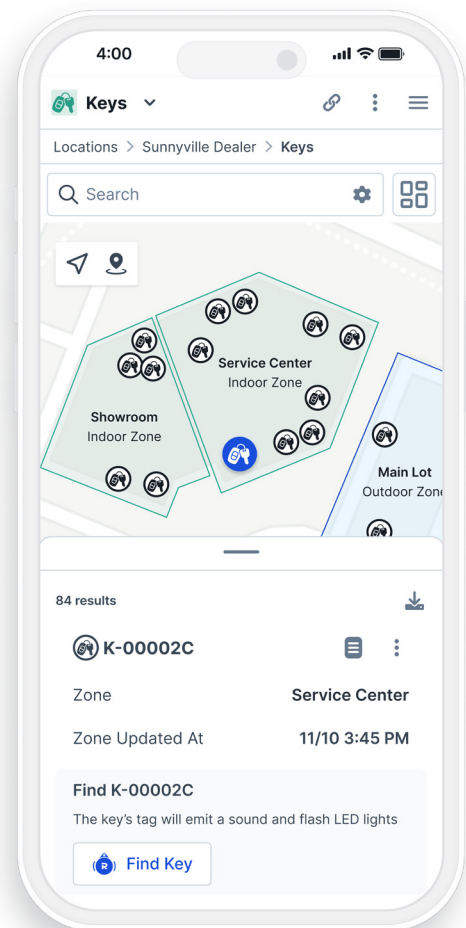 4:00
Keys
Locations > Sunnyville Dealer > Keys
Search
Service Center
Indoor Zone
Showroom
Indoor Zone
Main Lot
Outdoor Zone
84 results
K-00002C
Zone
Service Center
Zone Updated At
11/10 3:45 PM
Find K-00002C
The key's tag will emit a sound and flash LED lights
R
Find Key